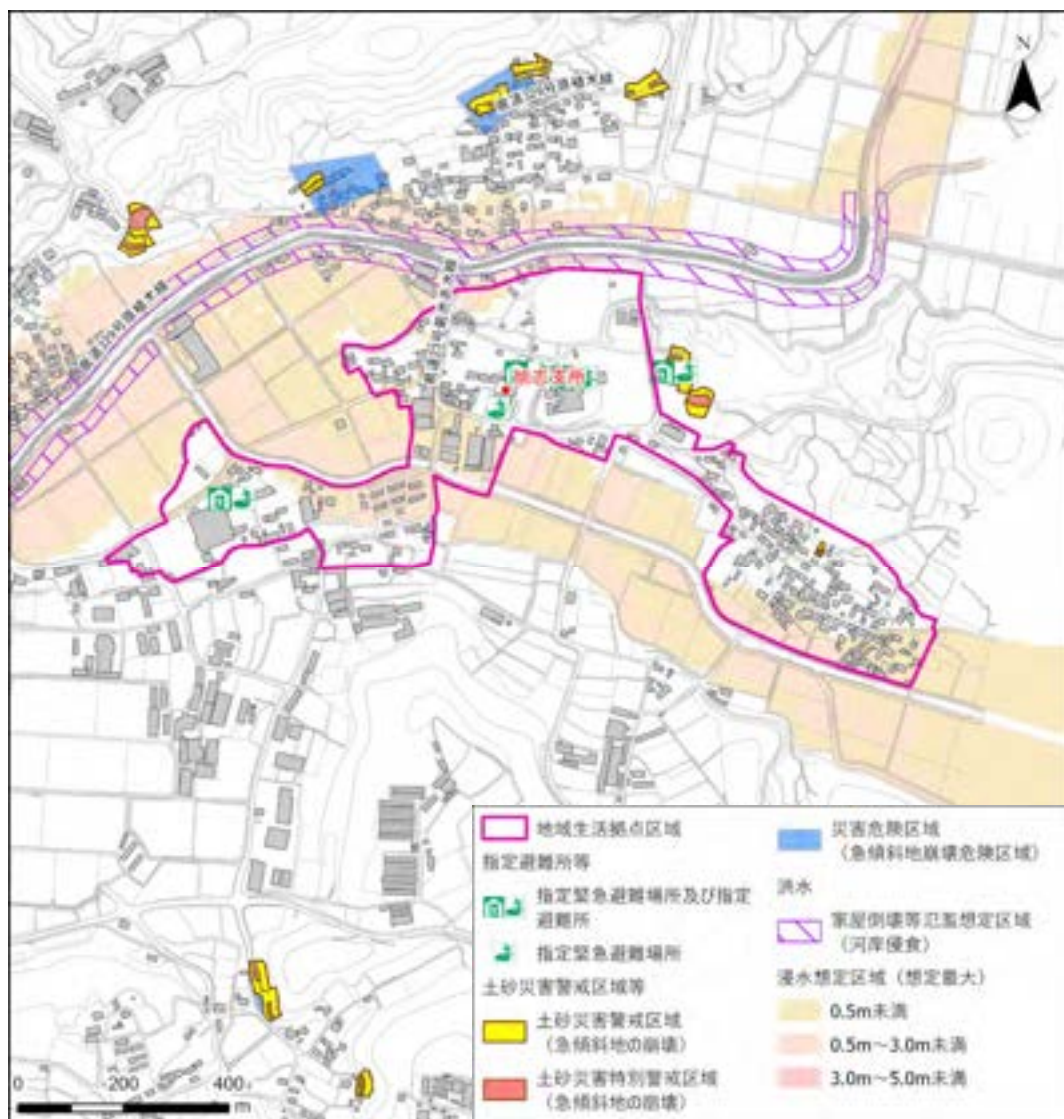 N
地域生活拠点区域
指定避難所等
指定緊急避難場所及び指定
避難所
指定緊急避難場所
土砂災害警戒区域等
土砂災害警戒区域
(急傾斜地の崩壊)
土砂災害特別警戒区域
(急傾斜地の崩壊)
災害危険区域
(急傾斜地崩壊危険区域)
洪水
家屋倒壊等氾濫想定区域
(河岸侵食)
浸水想定区域(想定最大)
0.5m未満
0.5m~3.0m未満
3.0m~5.0m未満
0 200 400
m